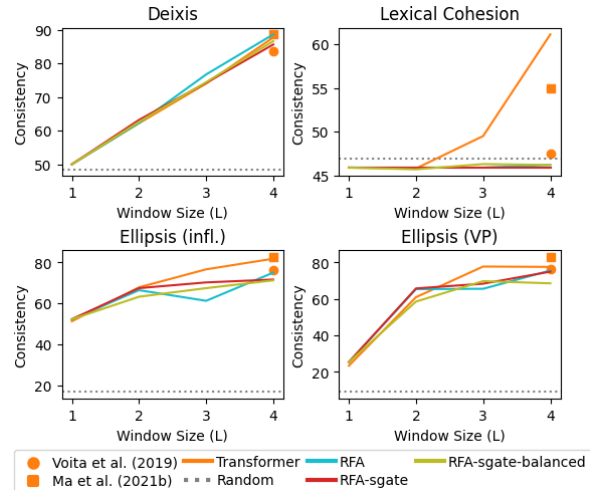 Deixis
Lexical Cohesion
90
80
70
60
50
Consistency
1 2 3 4
Window Size (L)
60
55
50
45
Consistency
1 2 3 4
Window Size (L)
Ellipsis (infl.)
Ellipsis (VP)
80
60
40
20
Consistency
1 2 3 4
Window Size (L)
80
60
40
20
Consistency
1 2 3 4
Window Size (L)
Voita et al. (2019)
Ma et al. (2021b)
Transformer
Random
RFA
RFA-sgate
RFA-sgate-balanced